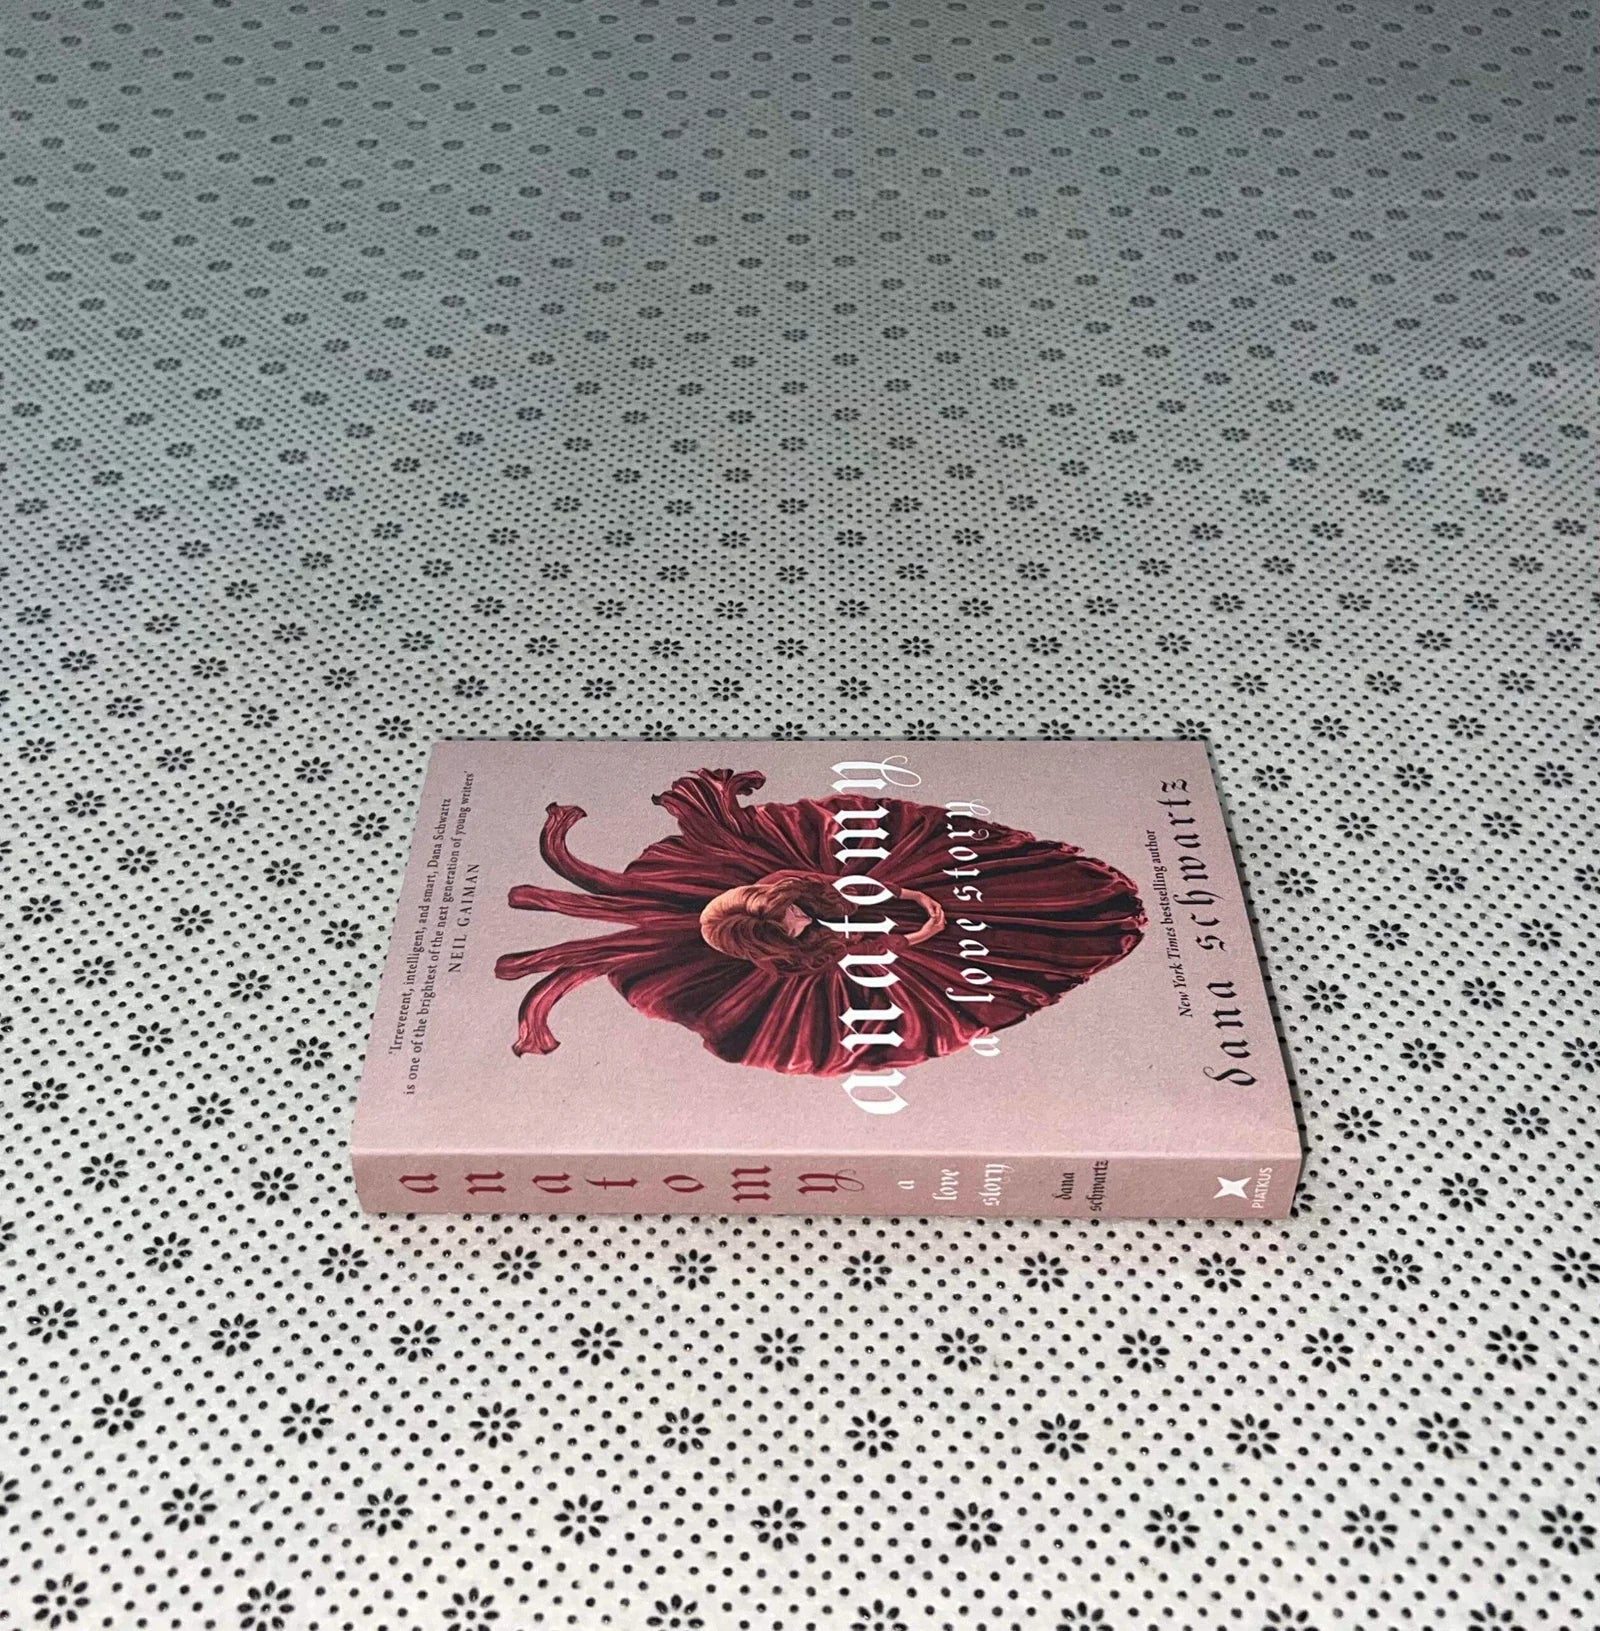 'Irreverent, intelligent, and smart, Dana Schwartz
is one of the brightest of the next generation of young writers'
NEIL GAIMAN
anatomy
a love story
New York Times bestselling author
dana schwartz
anatomy
a
love
story
dana
schwartz
PIATKUS